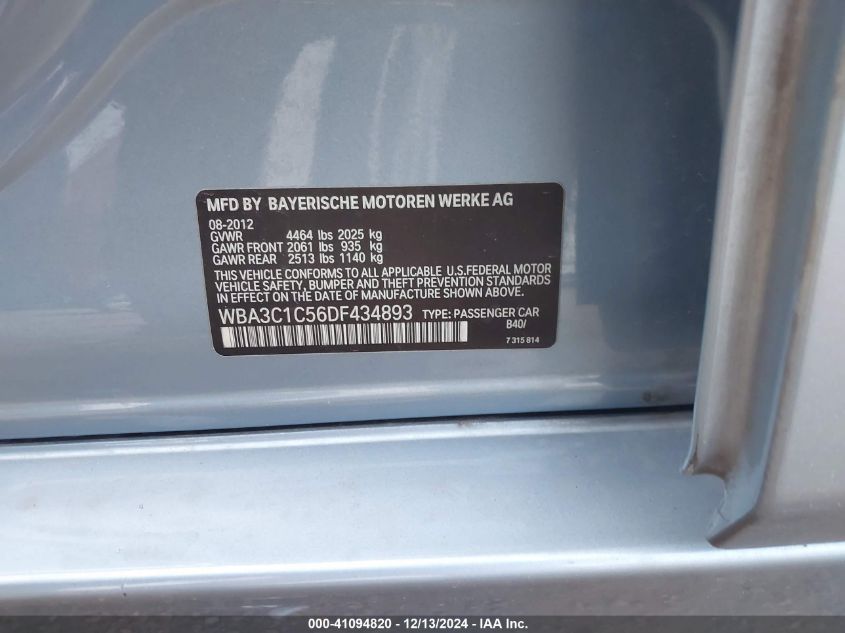 MFD BY BAYERISCHE MOTOREN WERKE AG
08-2012
GVWR 4464 lbs 2025 kg
GAWR FRONT 2061 lbs 935 kg
GAWR REAR 2513 lbs 1140 kg
THIS VEHICLE CONFORMS TO ALL APPLICABLE U.S.FEDERAL MOTOR
VEHICLE SAFETY, BUMPER AND THEFT PREVENTION STANDARDS
IN EFFECT ON THE DATE OF MANUFACTURE SHOWN ABOVE.
WBA3C1C56DF434893 TYPE: PASSENGER CAR
B40/
7 315 814
000-41094820 - 12/13/2024 - IAA Inc.